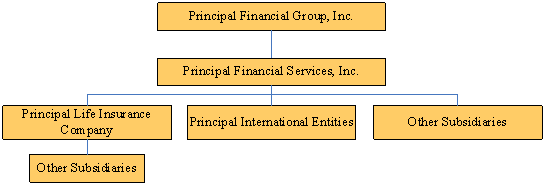 Principal Financial Group, Inc.
Principal Financial Services, Inc.
Principal Life Insurance
Company
Principal International Entities
Other Subsidiaries
Other Subsidiaries